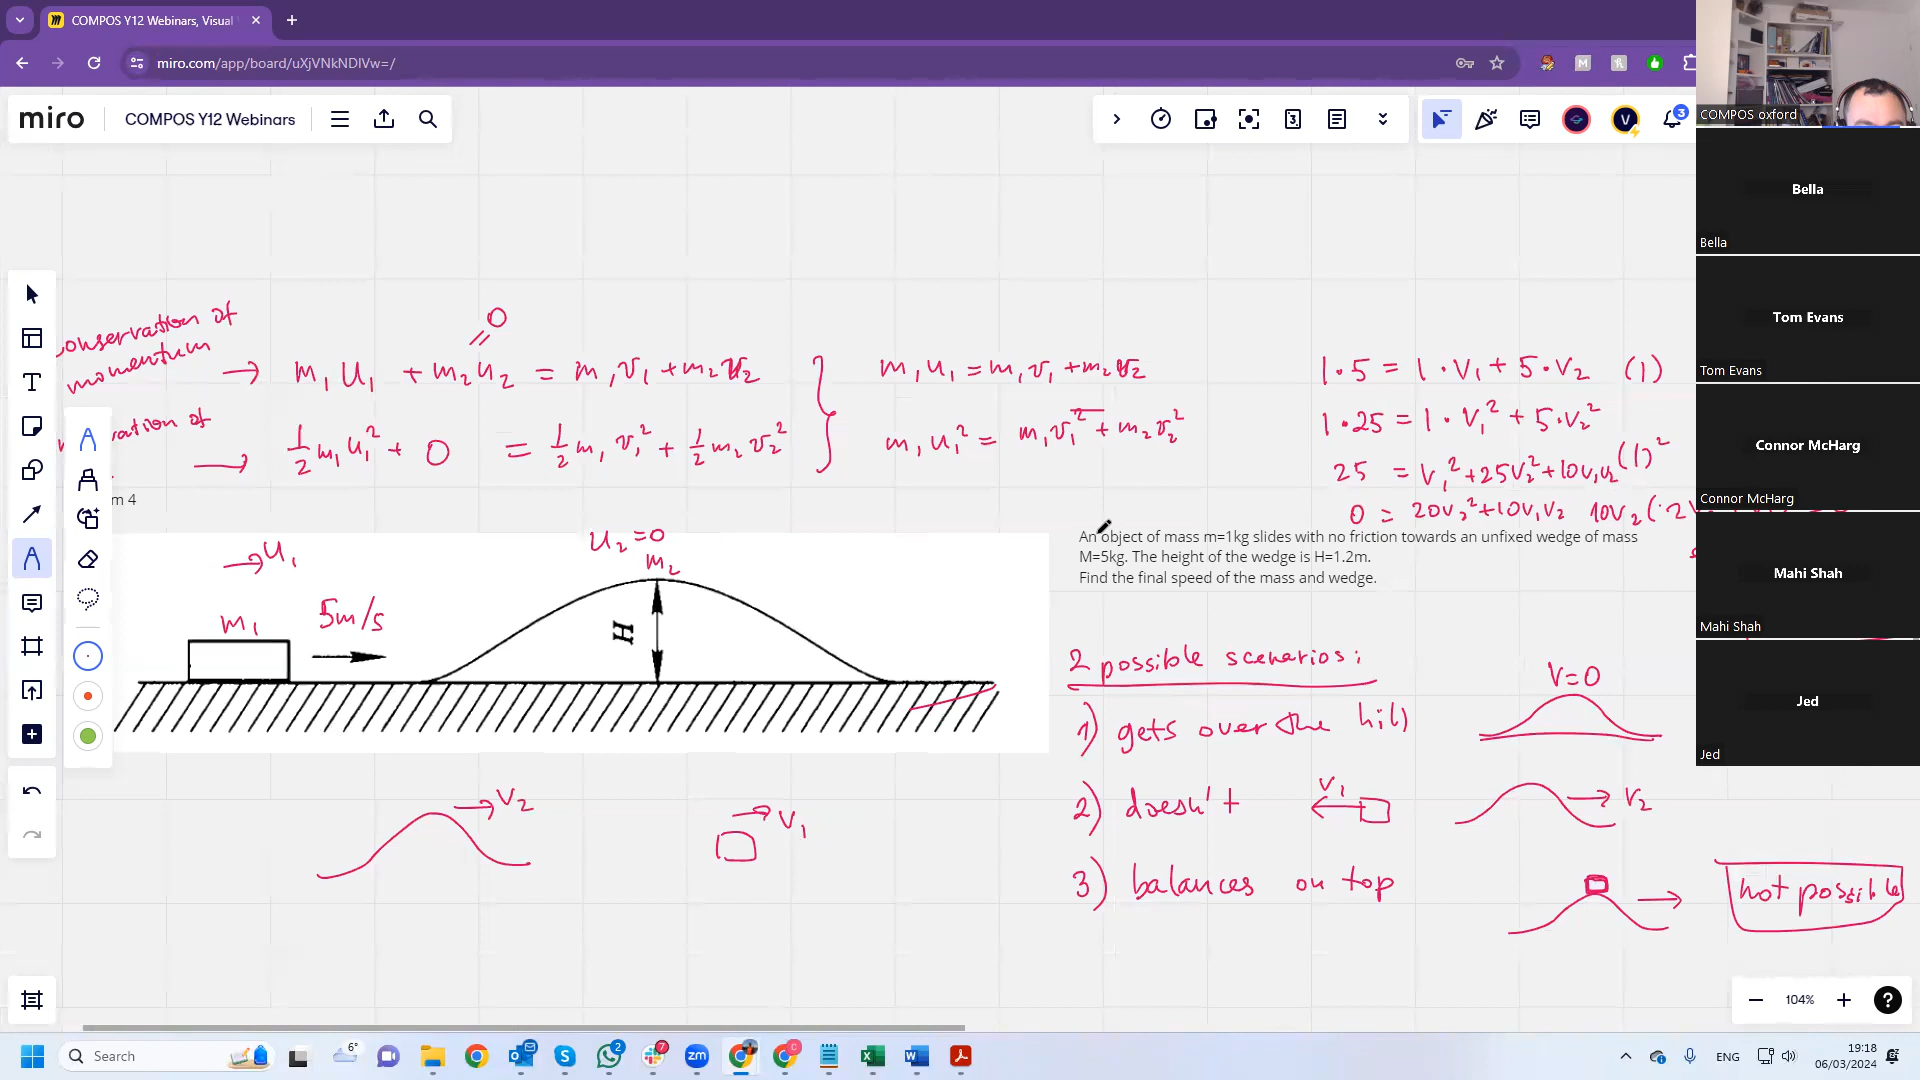 COMPOS Y12 Webinars, Visual
miro.com/app/board/uXjVNkNDIVw=/
miro
COMPOS Y12 Webinars
3
V
3
COMPOS oxford
Bella
Bella
Tom Evans
Tom Evans
Connor McHarg
Connor McHarg
Mahi Shah
Mahi Shah
Jed
Jed
conservation of
momentum
= 0
→ m₁u₁ + m₂u₂ = m₁v₁ + m₂v₂
m₁u₁ = m₁v₁ + m₂v₂
1·5 = 1·v₁ + 5·v₂ (1)
of
→ ½m₁u₁² + 0 = ½m₁v₁² + ½m₂v₂²
m₁u₁² = m₁v₁² + m₂v₂²
1·25 = 1·v₁² + 5·v₂²
25 = v₁² + 25v₂² + 10v₁v₂ (1)²
0 = 20v₂² + 10v₁v₂ 10v₂(·2v
m 4
An object of mass m=1kg slides with no friction towards an unfixed wedge of mass
M=5kg. The height of the wedge is H=1.2m.
Find the final speed of the mass and wedge.
→u₁
u₂=0
m₂
m₁
5m/s
H
2 possible scenarios:
v=0
1) gets over the hill
2) doesn't
v₁
v₂
3) balances on top
not possible
→ v₂
→ v₁
104%
?
Search
6°
2
7
ENG
19:18
06/03/2024